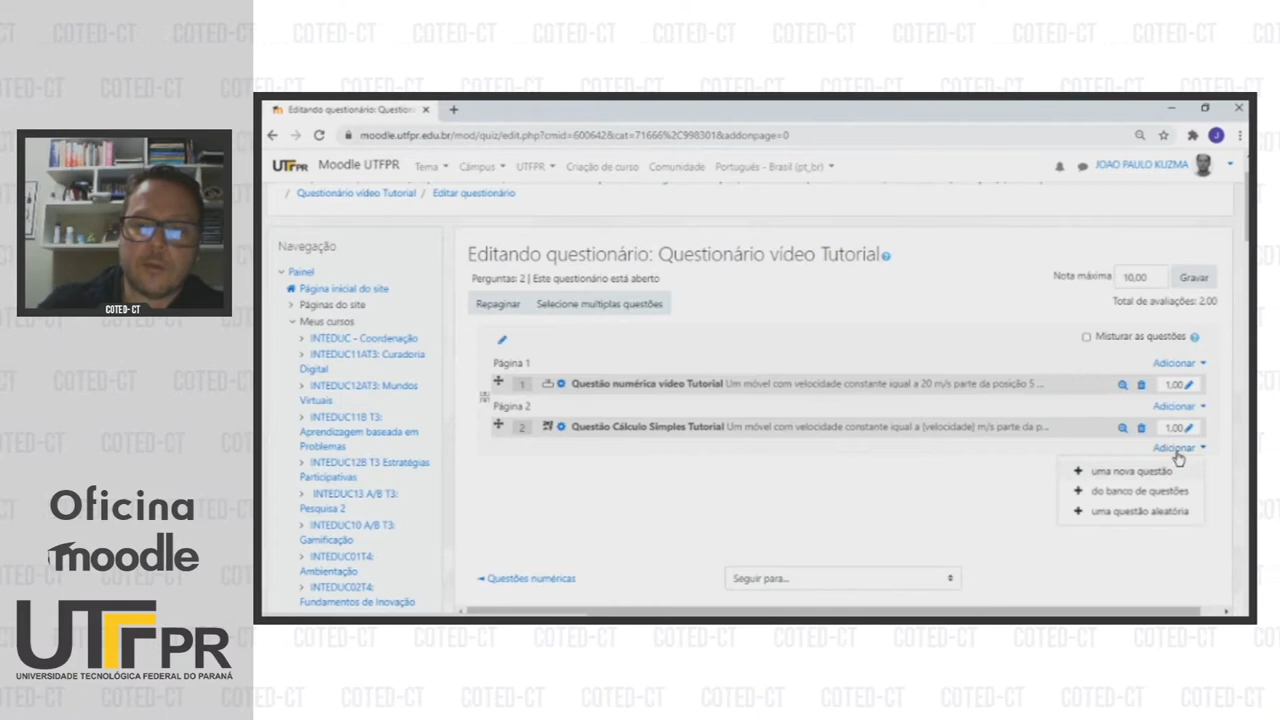 COTED-CT
Oficina
moodle
UTFPR
UNIVERSIDADE TECNOLÓGICA FEDERAL DO PARANÁ
Editando questionário: Question
moodle.utfpr.edu.br/mod/quiz/edit.php?cmid=600642&cat=71666%2C998301&addonpage=0
UTFPR Moodle UTFPR Tema Câmpus UTFPR Criação de curso Comunidade Português - Brasil (pt_br) JOAO PAULO KUZMA
/ Questionário vídeo Tutorial / Editar questionário
Navegação
Painel
Página inicial do site
Páginas do site
Meus cursos
INTEDUC - Coordenação
INTEDUC11AT3: Curadoria
Digital
INTEDUC12AT3: Mundos
Virtuais
INTEDUC11B T3:
Aprendizagem baseada em
Problemas
INTEDUC12B T3 Estratégias
Participativas
INTEDUC13 A/B T3:
Pesquisa 2
INTEDUC10 A/B T3:
Gamificação
INTEDUC01T4:
Ambientação
INTEDUC02T4:
Fundamentos de Inovação
Editando questionário: Questionário vídeo Tutorial
Perguntas: 2 | Este questionário está aberto
Nota máxima 10,00 Gravar
Total de avaliações: 2.00
Repaginar Selecione multiplas questões
Misturar as questões
Página 1 Adicionar
1 Questão numérica vídeo Tutorial Um móvel com velocidade constante igual a 20 m/s parte da posição 5 ... 1,00
Página 2 Adicionar
2 Questão Cálculo Simples Tutorial Um móvel com velocidade constante igual a {velocidade} m/s parte da p... 1,00
Adicionar
+ uma nova questão
+ do banco de questões
+ uma questão aleatória
◄ Questões numéricas
Seguir para...